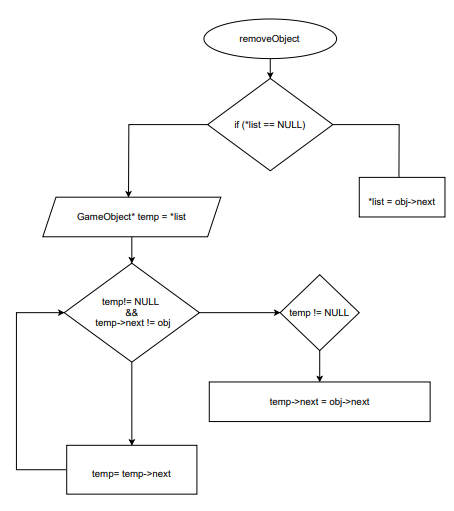 removeObject
if (*list == NULL)
*list = obj->next
GameObject* temp = *list
temp!= NULL
&&
temp->next != obj
temp != NULL
temp->next = obj->next
temp= temp->next